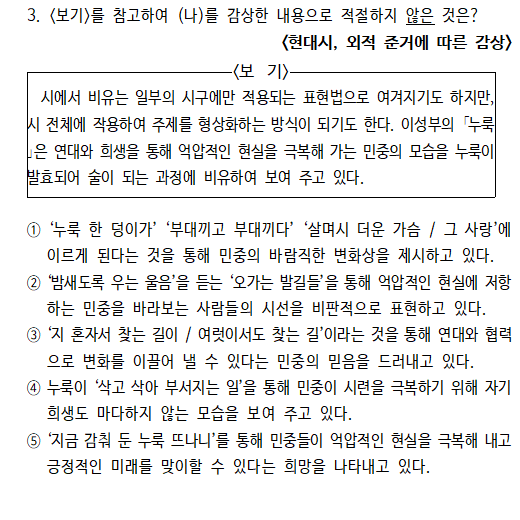 3. <보기>를 참고하여 (나)를 감상한 내용으로 적절하지 않은 것은?
<현대시, 외적 준거에 따른 감상>
<보 기>
시에서 비유는 일부의 시구에만 적용되는 표현법으로 여겨지기도 하지만,
시 전체에 작용하여 주제를 형상화하는 방식이 되기도 한다. 이성부의 「누룩
」은 연대와 희생을 통해 억압적인 현실을 극복해 가는 민중의 모습을 누룩이
발효되어 술이 되는 과정에 비유하여 보여 주고 있다.
① ‘누룩 한 덩이가’ ‘부대끼고 부대끼다’ ‘살며시 더운 가슴 / 그 사랑’에
이르게 된다는 것을 통해 민중의 바람직한 변화상을 제시하고 있다.
② ‘밤새도록 우는 울음’을 듣는 ‘오가는 발길들’을 통해 억압적인 현실에 저항
하는 민중을 바라보는 사람들의 시선을 비판적으로 표현하고 있다.
③ ‘지 혼자서 찾는 길이 / 여럿이서도 찾는 길’이라는 것을 통해 연대와 협력
으로 변화를 이끌어 낼 수 있다는 민중의 믿음을 드러내고 있다.
④ 누룩이 ‘삭고 삭아 부서지는 일’을 통해 민중이 시련을 극복하기 위해 자기
희생도 마다하지 않는 모습을 보여 주고 있다.
⑤ ‘지금 감춰 둔 누룩 뜨나니’를 통해 민중들이 억압적인 현실을 극복해 내고
긍정적인 미래를 맞이할 수 있다는 희망을 나타내고 있다.